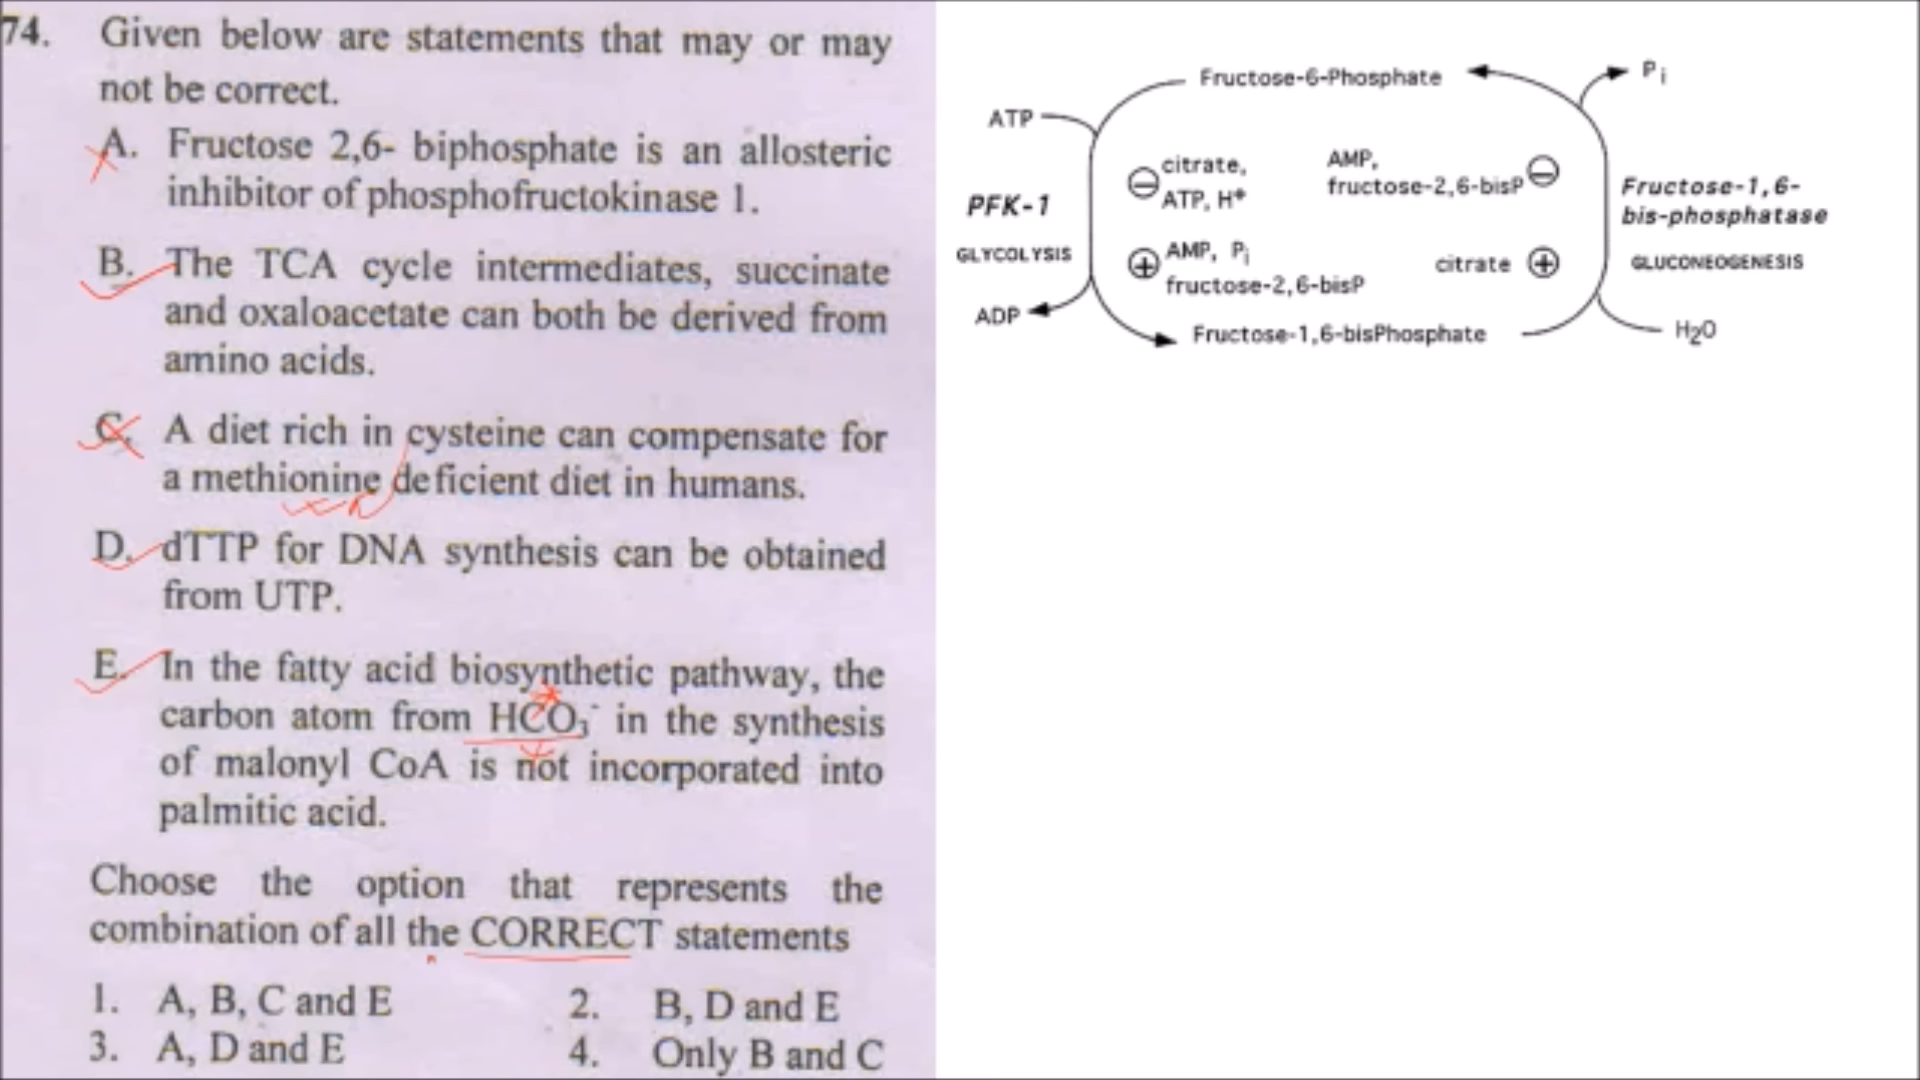 74. Given below are statements that may or may
not be correct.
A. Fructose 2,6- biphosphate is an allosteric
inhibitor of phosphofructokinase 1.
B. The TCA cycle intermediates, succinate
and oxaloacetate can both be derived from
amino acids.
C. A diet rich in cysteine can compensate for
a methionine deficient diet in humans.
D. dTTP for DNA synthesis can be obtained
from UTP.
E. In the fatty acid biosynthetic pathway, the
carbon atom from HCO₃⁻ in the synthesis
of malonyl CoA is not incorporated into
palmitic acid.
Choose the option that represents the
combination of all the CORRECT statements
1. A, B, C and E 2. B, D and E
3. A, D and E 4. Only B and C
Fructose-6-Phosphate
Pi
ATP
citrate,
ATP, H+
AMP,
fructose-2,6-bisP
PFK-1
GLYCOLYSIS
Fructose-1,6-
bis-phosphatase
GLUCONEOGENESIS
AMP, Pi
fructose-2,6-bisP
citrate
ADP
Fructose-1,6-bisPhosphate
H2O